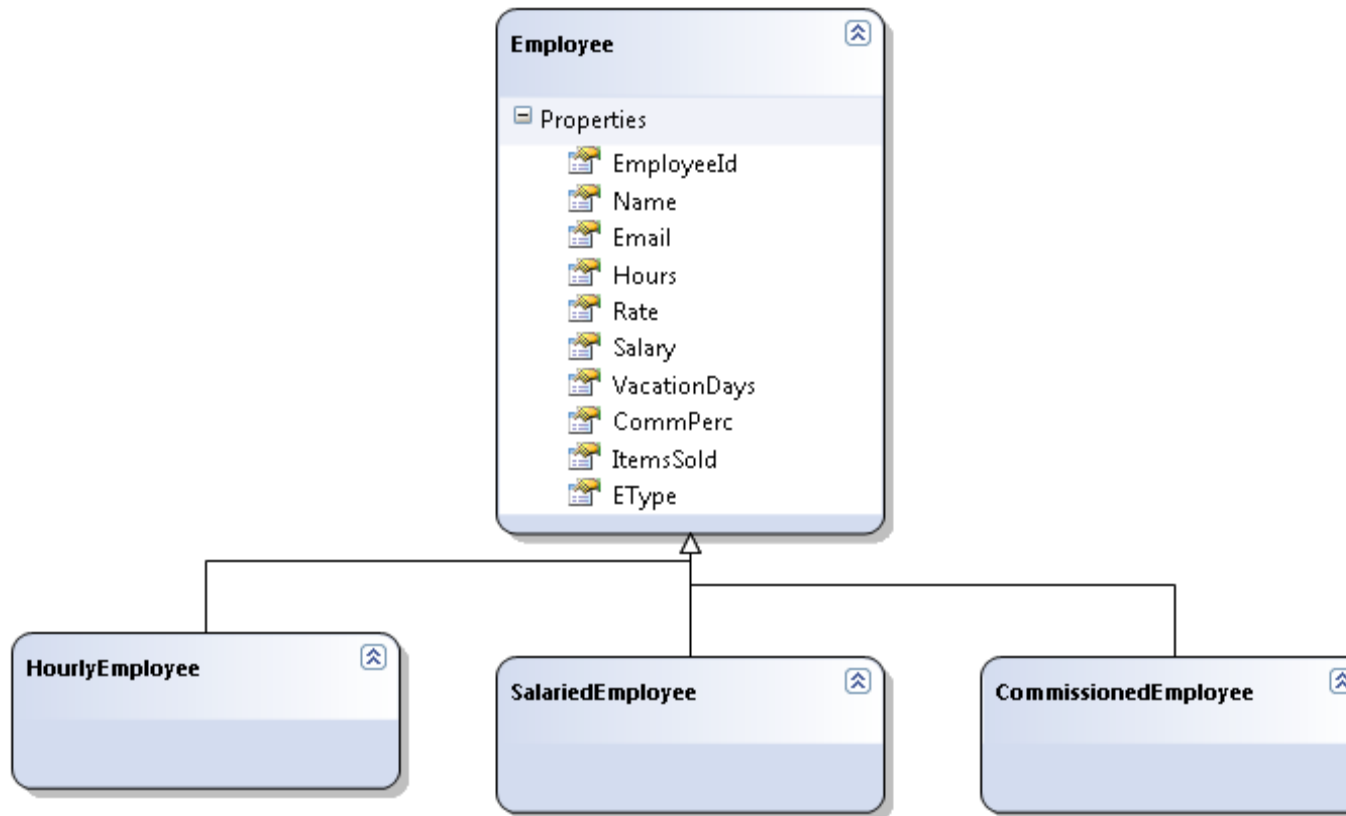 Employee
Properties
EmployeeId
Name
Email
Hours
Rate
Salary
VacationDays
CommPerc
ItemsSold
EType
HourlyEmployee
SalariedEmployee
CommissionedEmployee